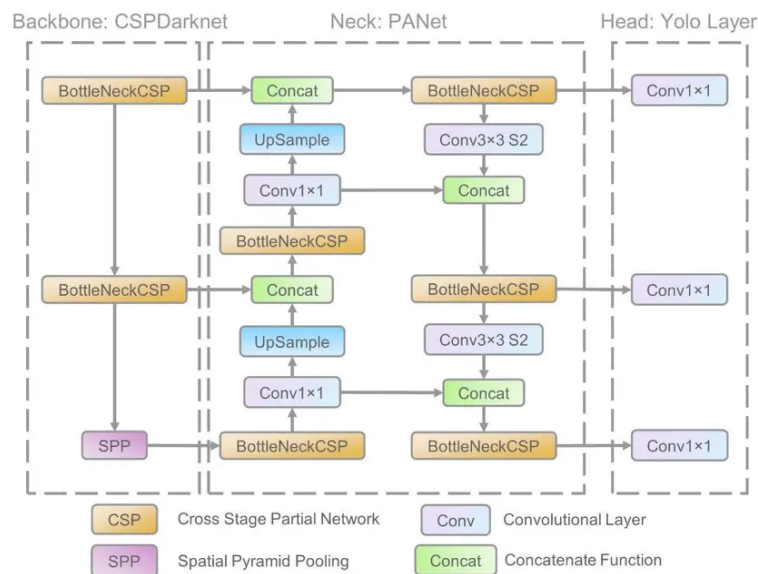 Backbone: CSPDarknet Neck: PANet Head: Yolo Layer
BottleNeckCSP Concat BottleNeckCSP Conv1×1
UpSample Conv3×3 S2
Conv1×1 Concat
BottleNeckCSP
BottleNeckCSP Concat BottleNeckCSP Conv1×1
UpSample Conv3×3 S2
Conv1×1 Concat
SPP BottleNeckCSP BottleNeckCSP Conv1×1
CSP Cross Stage Partial Network Conv Convolutional Layer
SPP Spatial Pyramid Pooling Concat Concatenate Function